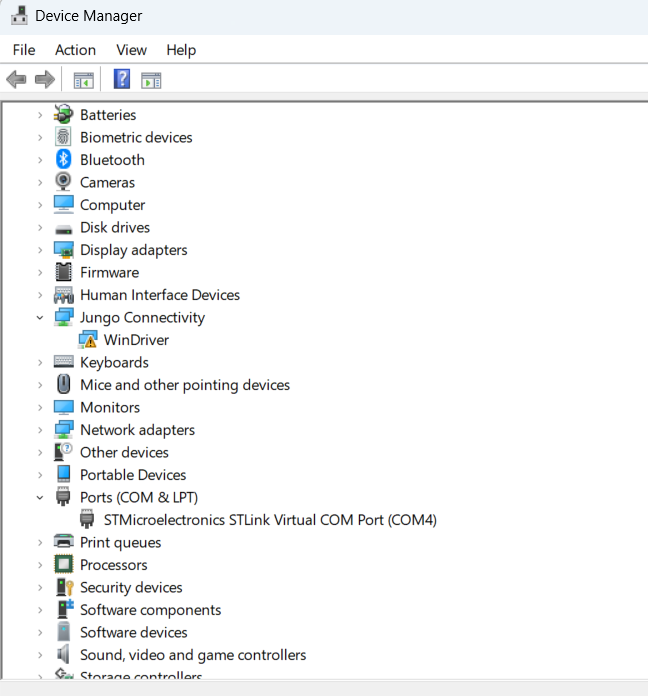 Device Manager
File Action View Help
Batteries
Biometric devices
Bluetooth
Cameras
Computer
Disk drives
Display adapters
Firmware
Human Interface Devices
Jungo Connectivity
WinDriver
Keyboards
Mice and other pointing devices
Monitors
Network adapters
Other devices
Portable Devices
Ports (COM & LPT)
STMicroelectronics STLink Virtual COM Port (COM4)
Print queues
Processors
Security devices
Software components
Software devices
Sound, video and game controllers
Storage controllers